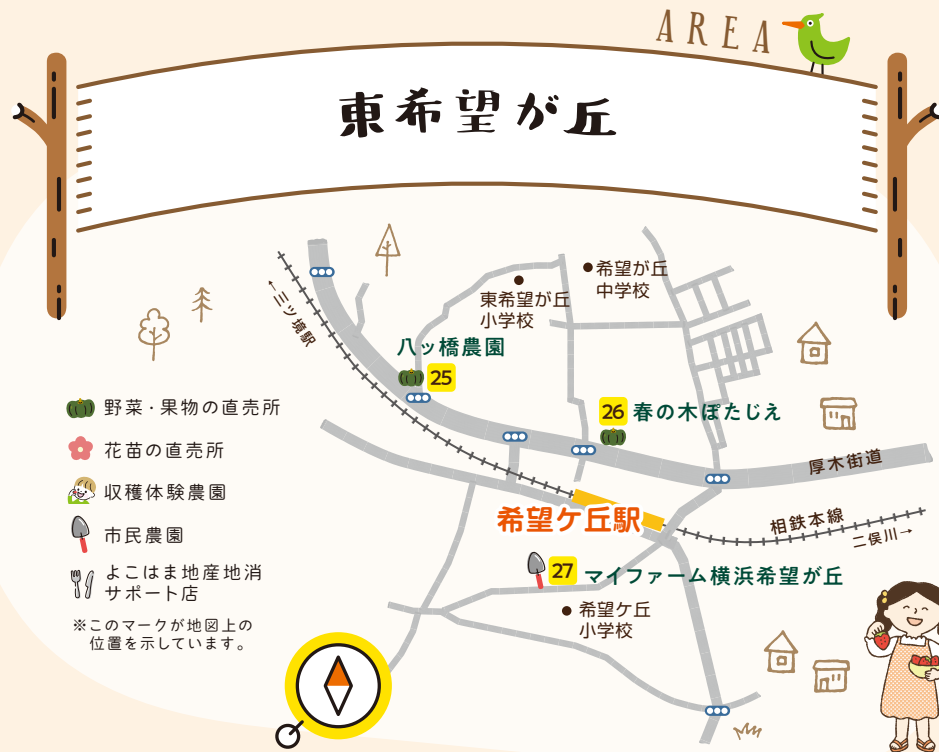 AREA
東希望が丘
希望が丘
中学校
東希望が丘
小学校
←三ツ境駅
八ッ橋農園
25
26 春の木ぽたじえ
野菜・果物の直売所
花苗の直売所
収穫体験農園
市民農園
よこはま地産地消
サポート店
※このマークが地図上の
位置を示しています。
厚木街道
希望ケ丘駅
相鉄本線
二俣川→
27 マイファーム横浜希望が丘
希望ケ丘
小学校